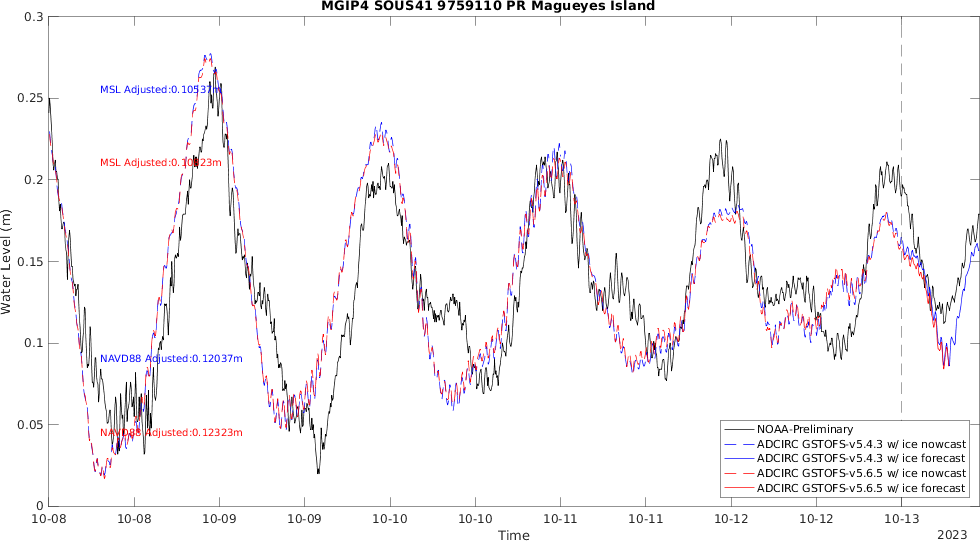 MGIP4 SOUS41 9759110 PR Magueyes Island
0.3
0.25
0.2
0.15
0.1
0.05
0
Water Level (m)
MSL Adjusted:0.10537m
MSL Adjusted:0.10823m
NAVD88 Adjusted:0.12037m
NAVD88 Adjusted:0.12323m
NOAA-Preliminary
ADCIRC GSTOFS-v5.4.3 w/ ice nowcast
ADCIRC GSTOFS-v5.4.3 w/ ice forecast
ADCIRC GSTOFS-v5.6.5 w/ ice nowcast
ADCIRC GSTOFS-v5.6.5 w/ ice forecast
10-08 10-08 10-09 10-09 10-10 10-10 10-11 10-11 10-12 10-12 10-13
Time
2023